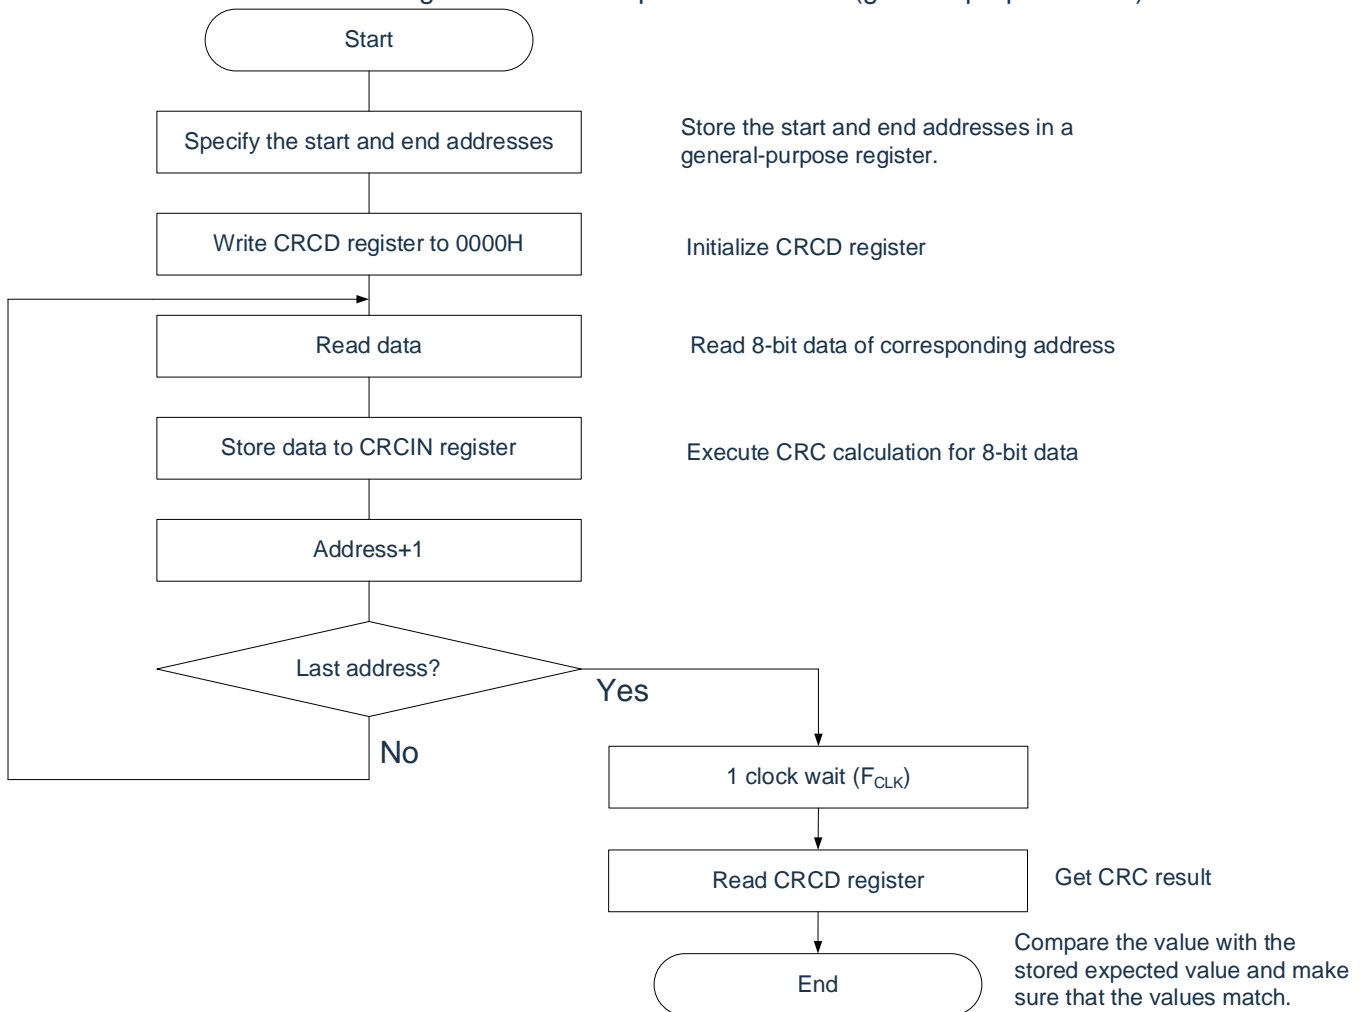 Start
Specify the start and end addresses
Store the start and end addresses in a
general-purpose register.
Write CRCD register to 0000H
Initialize CRCD register
Read data
Read 8-bit data of corresponding address
Store data to CRCIN register
Execute CRC calculation for 8-bit data
Address+1
Last address?
Yes
No
1 clock wait (FCLK)
Read CRCD register
Get CRC result
End
Compare the value with the
stored expected value and make
sure that the values match.